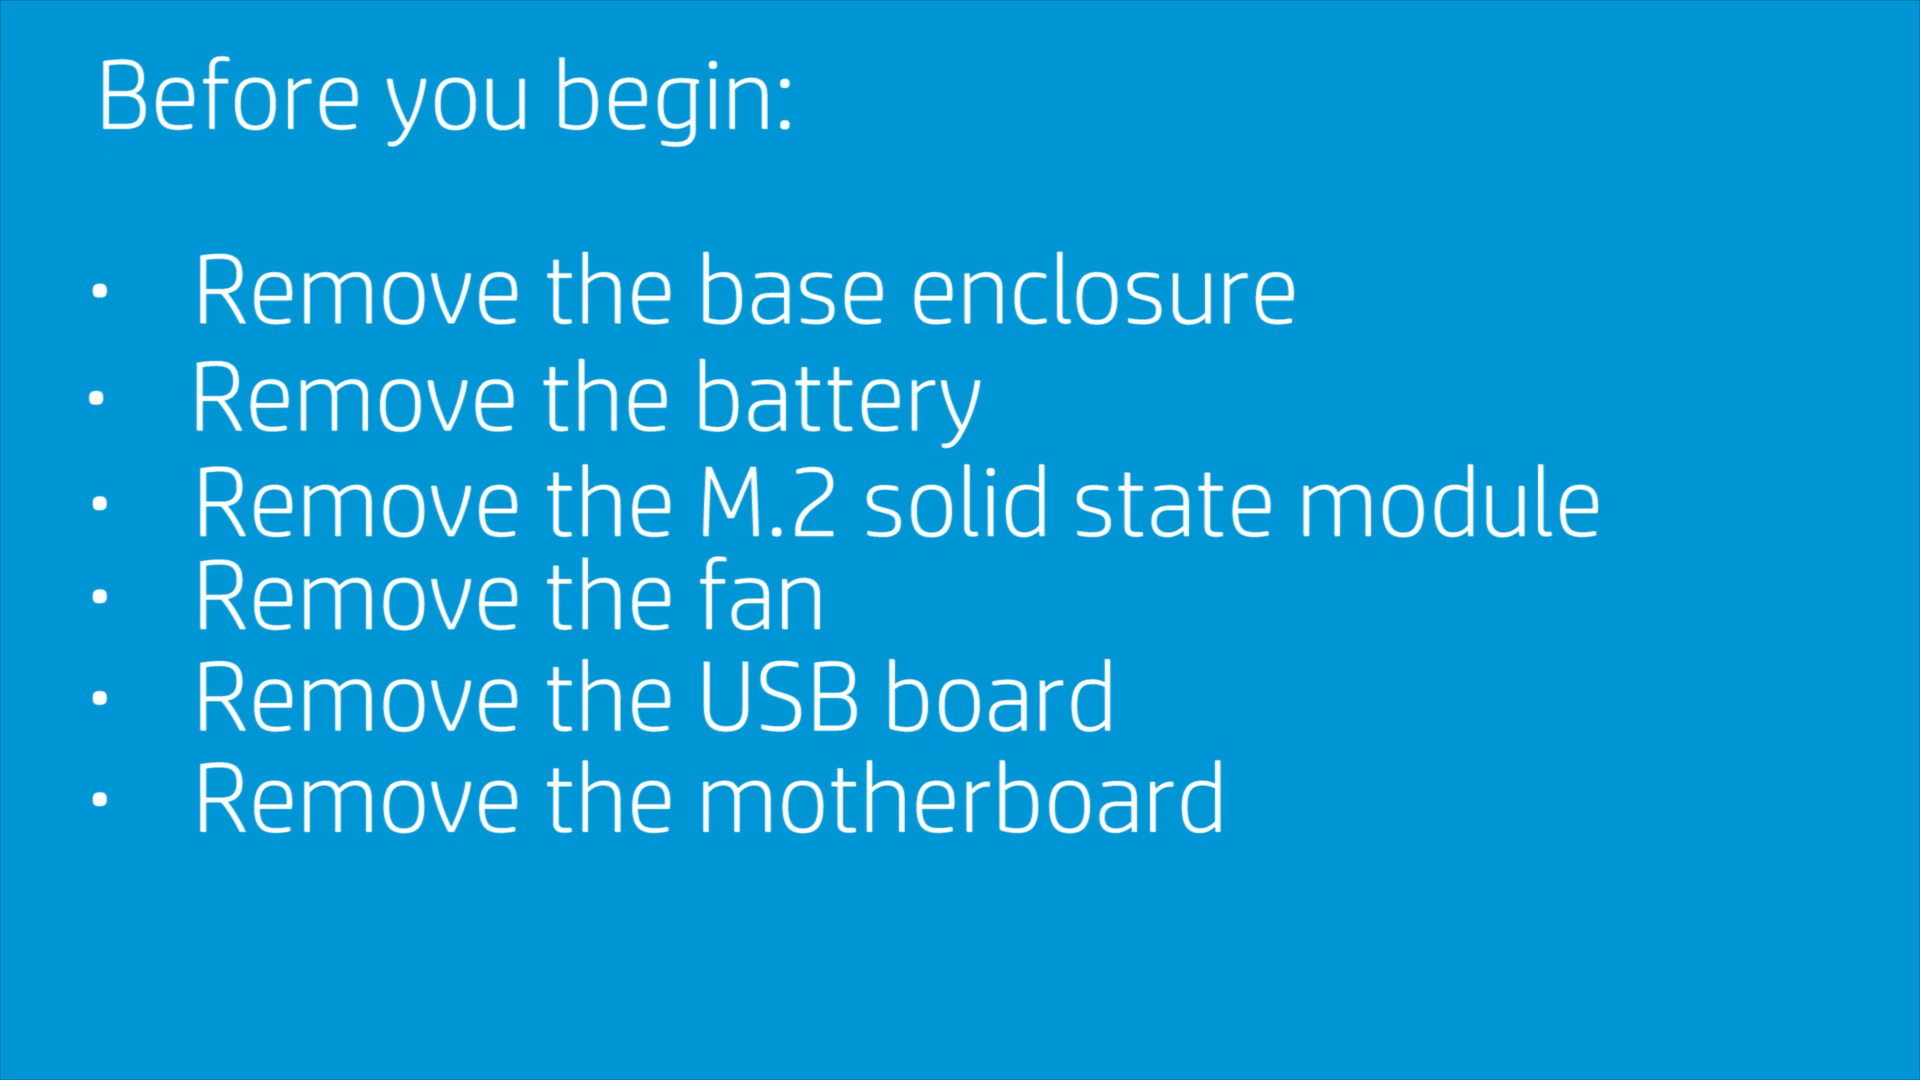 Before you begin:
• Remove the base enclosure
• Remove the battery
• Remove the M.2 solid state module
• Remove the fan
• Remove the USB board
• Remove the motherboard